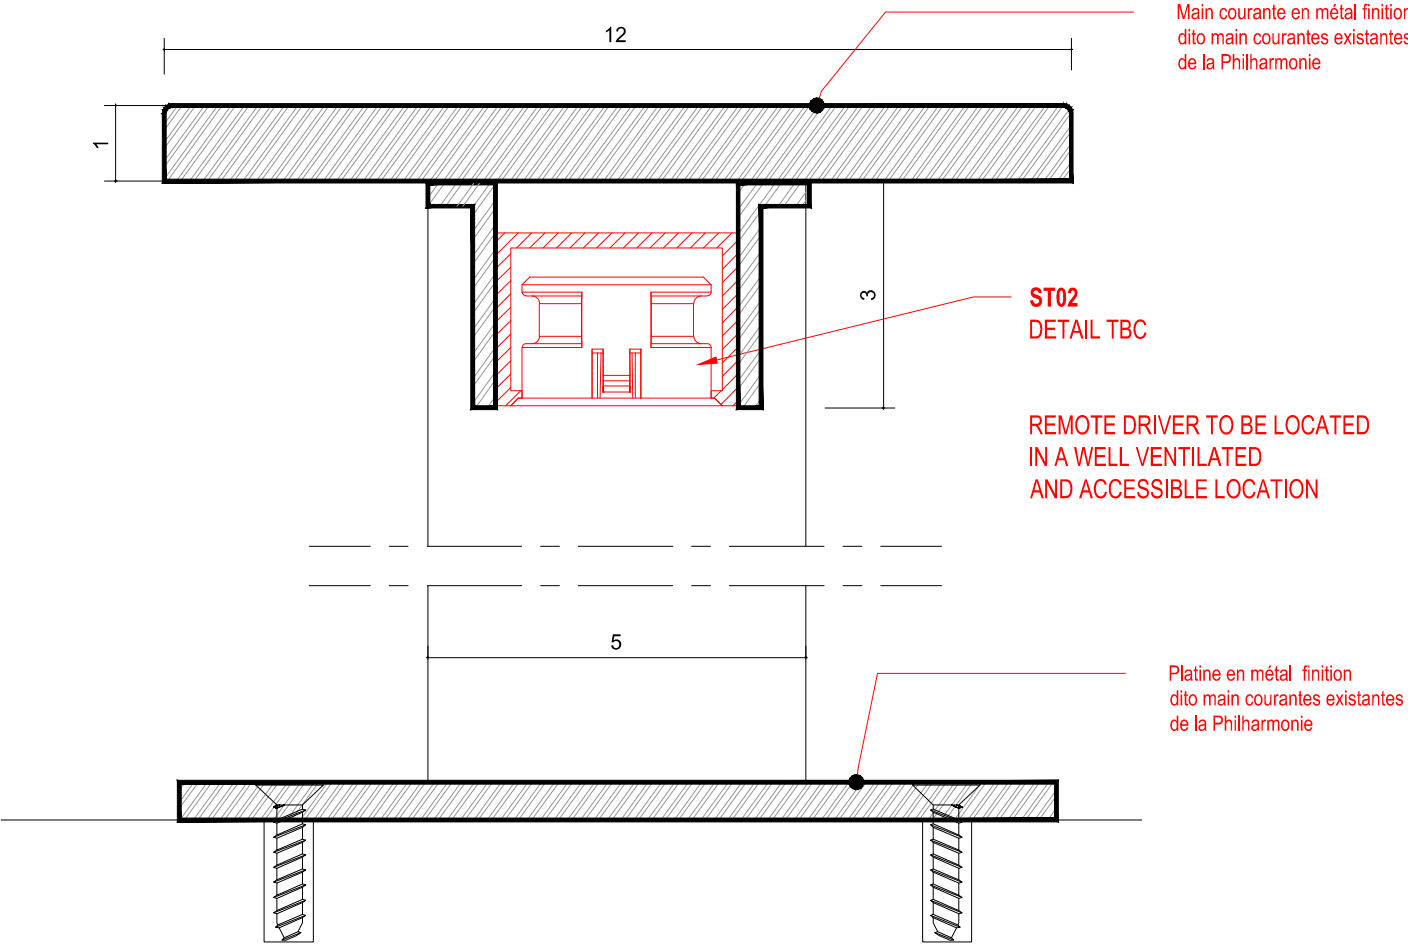 Main courante en métal finition
dito main courantes existantes
de la Philharmonie
12
1
3
ST02
DETAIL TBC
REMOTE DRIVER TO BE LOCATED
IN A WELL VENTILATED
AND ACCESSIBLE LOCATION
5
Platine en métal finition
dito main courantes existantes
de la Philharmonie